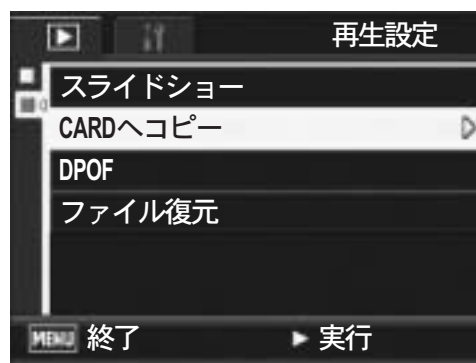 再生設定
スライドショー
CARDへコピー
DPOF
ファイル復元
MENU 終了 ▶ 実行